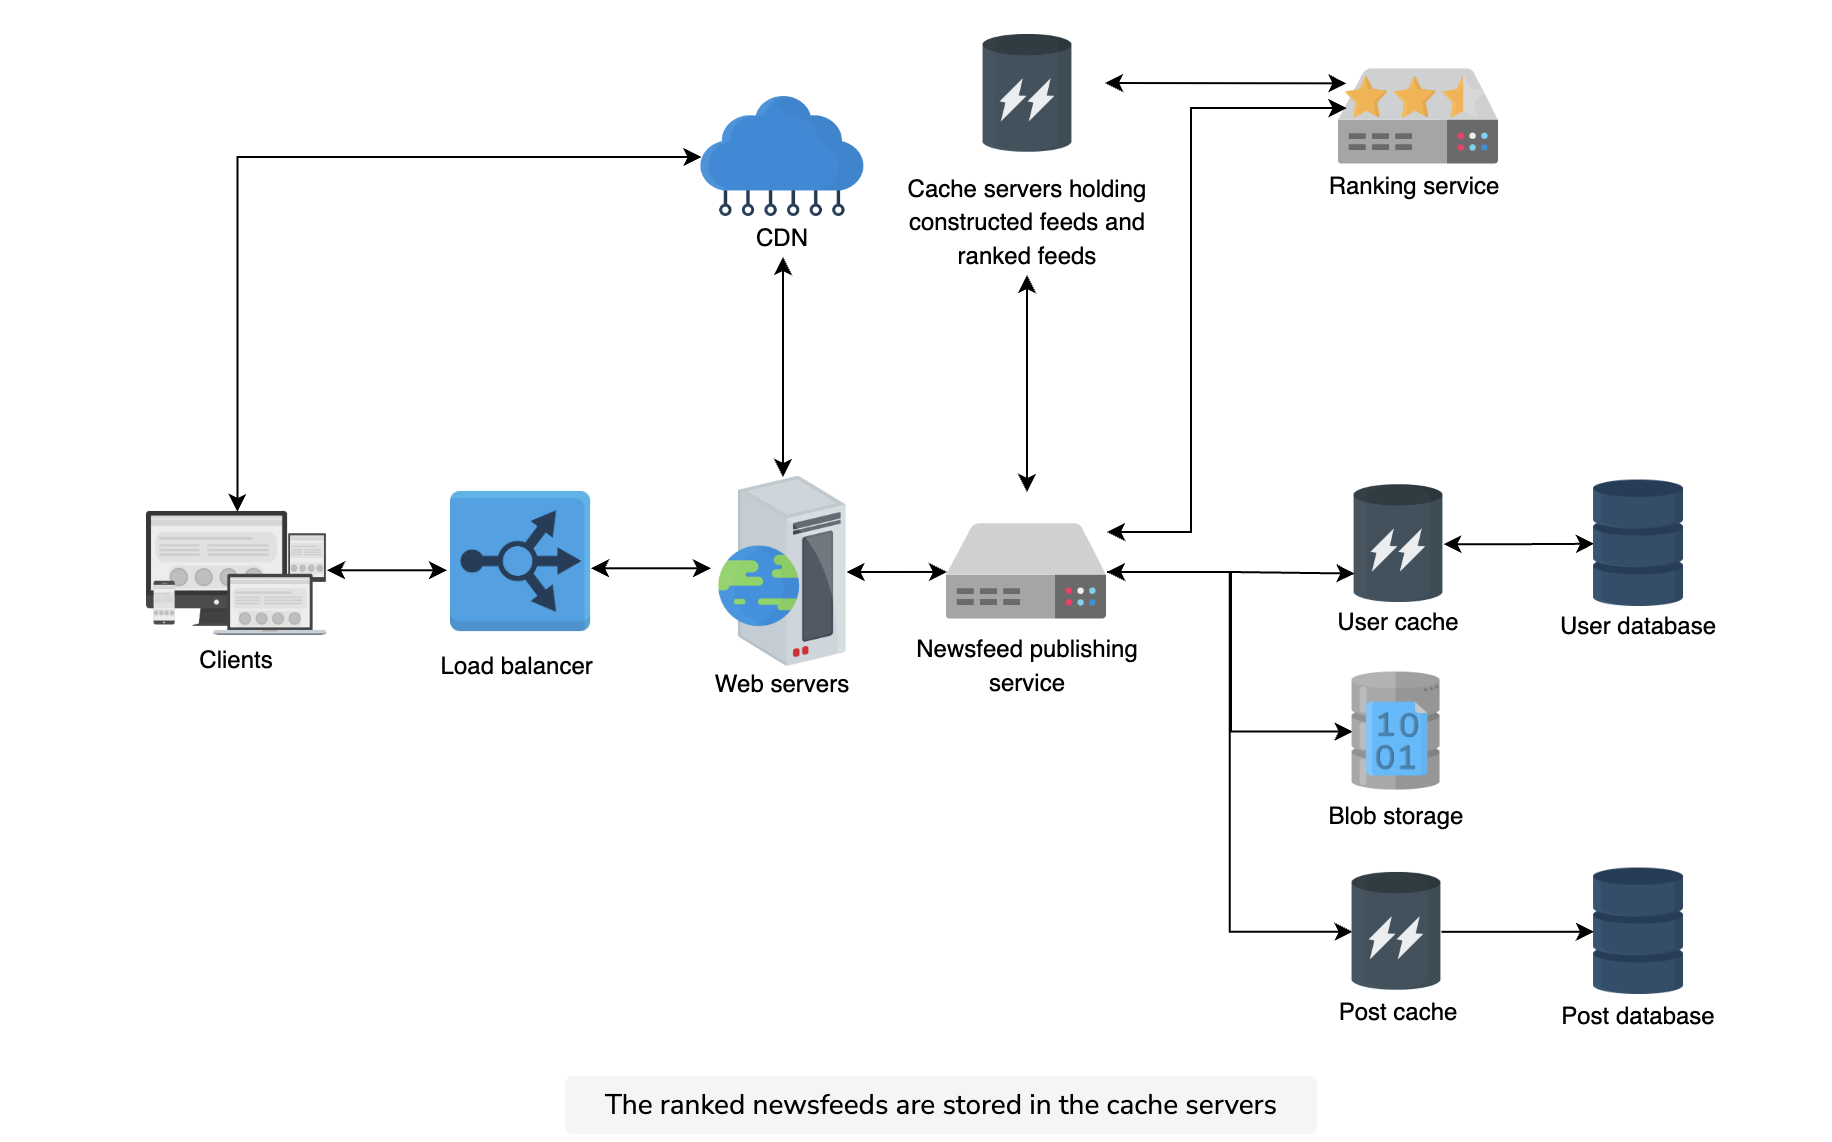 Cache servers holding
constructed feeds and
ranked feeds
Ranking service
CDN
Clients
Load balancer
Web servers
Newsfeed publishing
service
User cache
User database
10
01
Blob storage
Post cache
Post database
The ranked newsfeeds are stored in the cache servers